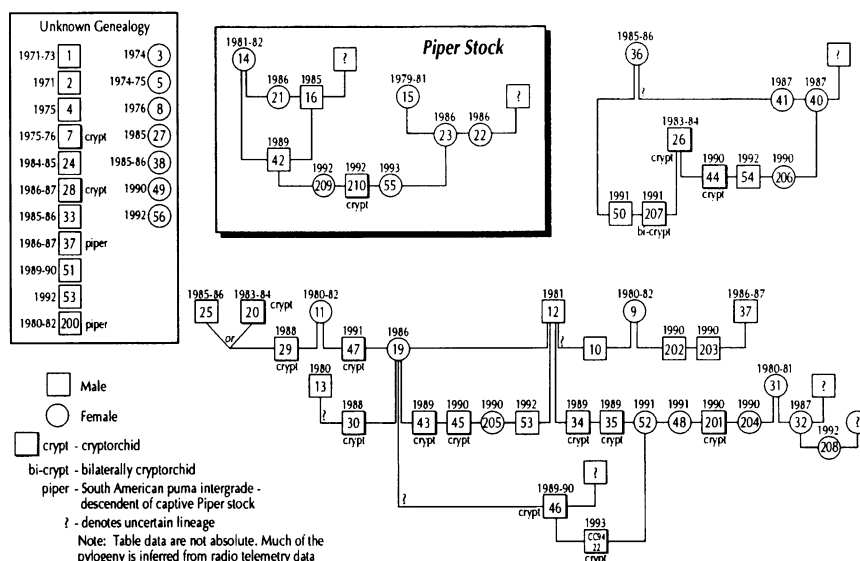 Unknown Genealogy
1971-73 1 1974 3
1971 2 1974-75 5
1975 4 1976 8
1975-76 7 crypt 1985 27
1984-85 24 1985-86 38
1986-87 28 crypt 1990 49
1985-86 33 1992 56
1986-87 37 piper
1989-90 51
1992 53
1980-82 200 piper
Piper Stock
1981-82
14 ?
1986 1985
21 16
1979-81
15 ?
1986 1986
23 22
1989
42
1992 1992 1993
209 210 55
crypt
1985-86
36 ?
?
1987 1987
41 40
1983-84
26
crypt
1990 1992 1990
44 54 206
crypt
1991 1991
50 207
bi-crypt
1985-86 1983-84 1980-82
25 20 crypt 11
or
1988 1991 1986
29 47 19
crypt crypt
1981 1980-82 1986-87
12 9 37
? 1990 1990
10 202 203
1980
13
?
1988 1989 1990 1990 1992
30 43 45 205 53
crypt crypt crypt
1989 1989 1991 1991 1990 1990
34 35 52 48 201 204
crypt crypt crypt
1980-81
31
1987
32 ?
1992
208 ?
?
1989-90
46 ?
crypt
1993
CC94
22
crypt
Male
Female
crypt - cryptorchid
bi-crypt - bilaterally cryptorchid
piper - South American puma intergrade -
descendent of captive Piper stock
? - denotes uncertain lineage
Note: Table data are not absolute. Much of the
pylogeny is inferred from radio telemetry data